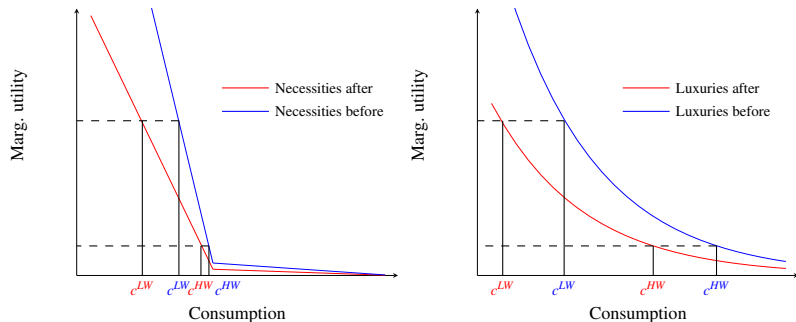 Marg. utility
Necessities after
Necessities before
c^{LW} c^{LW} c^{HW} c^{HW}
Consumption
Marg. utility
Luxuries after
Luxuries before
c^{LW} c^{LW} c^{HW} c^{HW}
Consumption